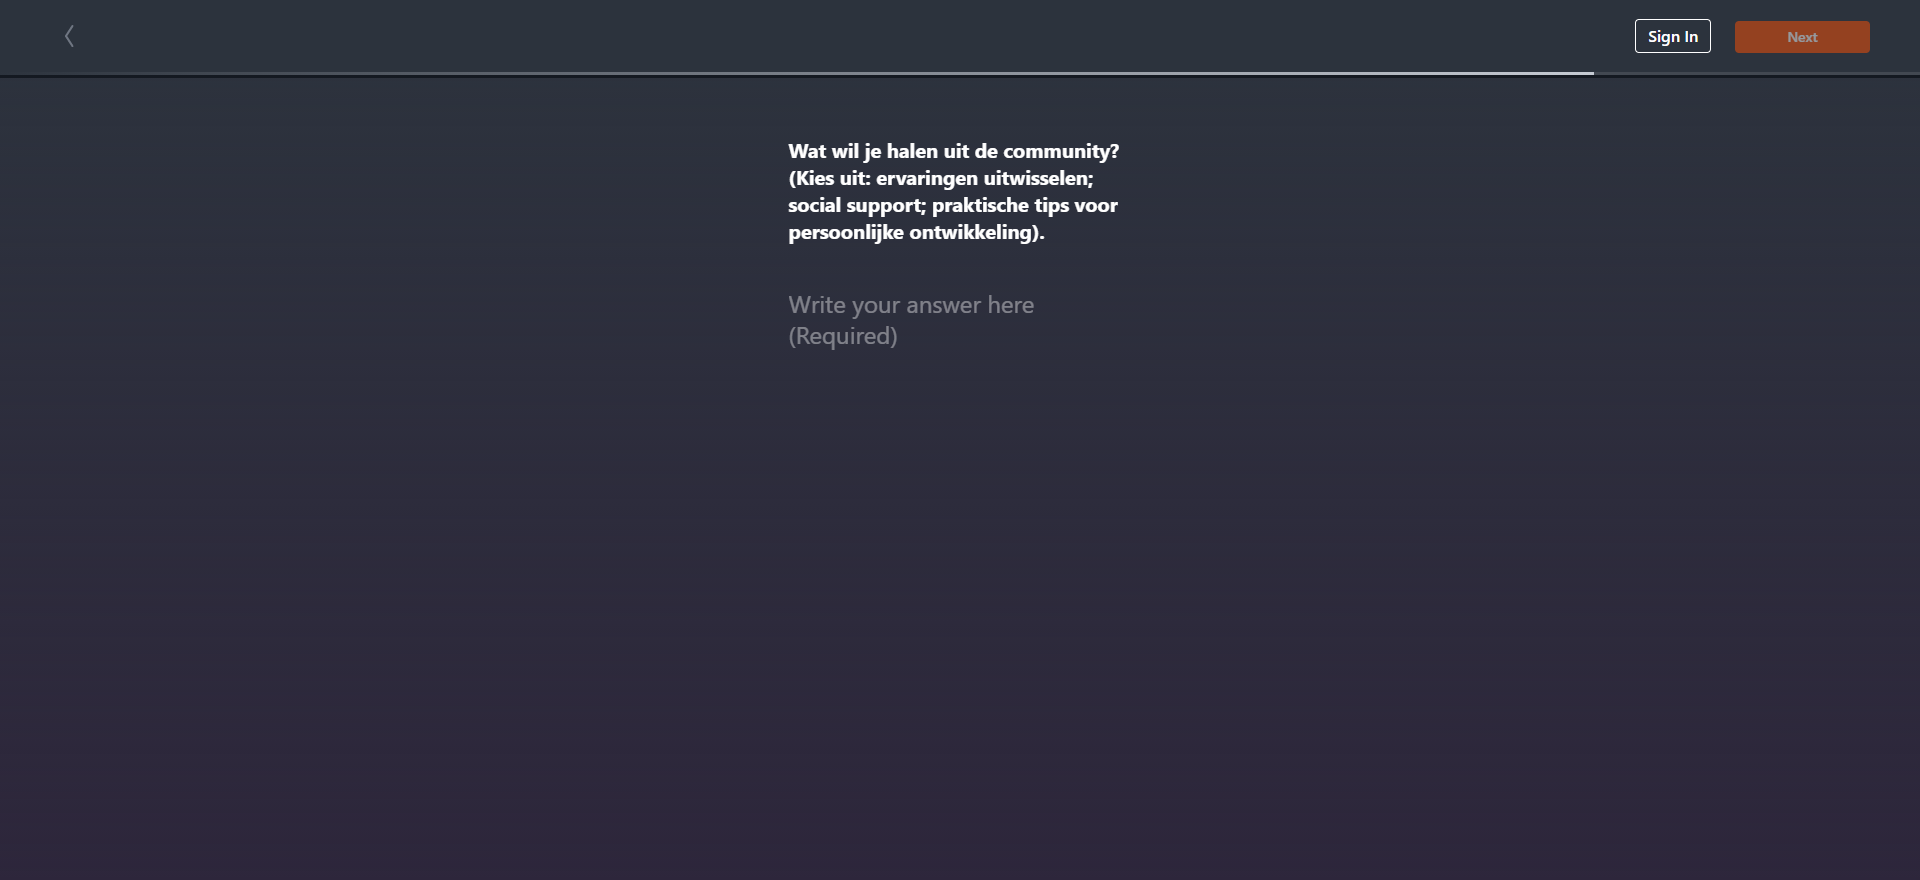 Sign In
Next
Wat wil je halen uit de community?
(Kies uit: ervaringen uitwisselen;
social support; praktische tips voor
persoonlijke ontwikkeling).
Write your answer here
(Required)